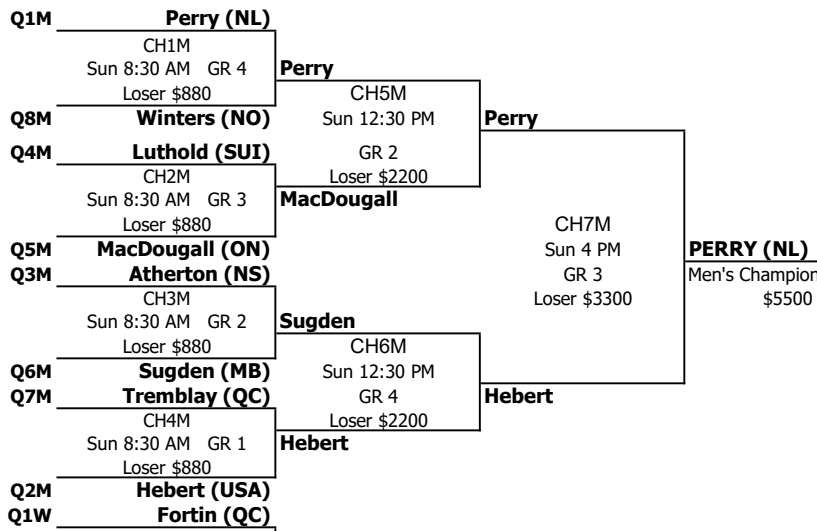 Q1M Perry (NL)
CH1M
Sun 8:30 AM GR 4
Perry
Loser $880
CH5M
Q8M Winters (NO)
Sun 12:30 PM
Perry
Q4M Luthold (SUI)
GR 2
CH2M
Loser $2200
Sun 8:30 AM GR 3
MacDougall
Loser $880
CH7M
Q5M MacDougall (ON)
Sun 4 PM
PERRY (NL)
Q3M Atherton (NS)
GR 3
Men's Champion
CH3M
Loser $3300
$5500
Sun 8:30 AM GR 2
Sugden
Loser $880
CH6M
Q6M Sugden (MB)
Sun 12:30 PM
Q7M Tremblay (QC)
GR 4
Hebert
CH4M
Loser $2200
Sun 8:30 AM GR 1
Hebert
Loser $880
Q2M Hebert (USA)
Q1W Fortin (QC)